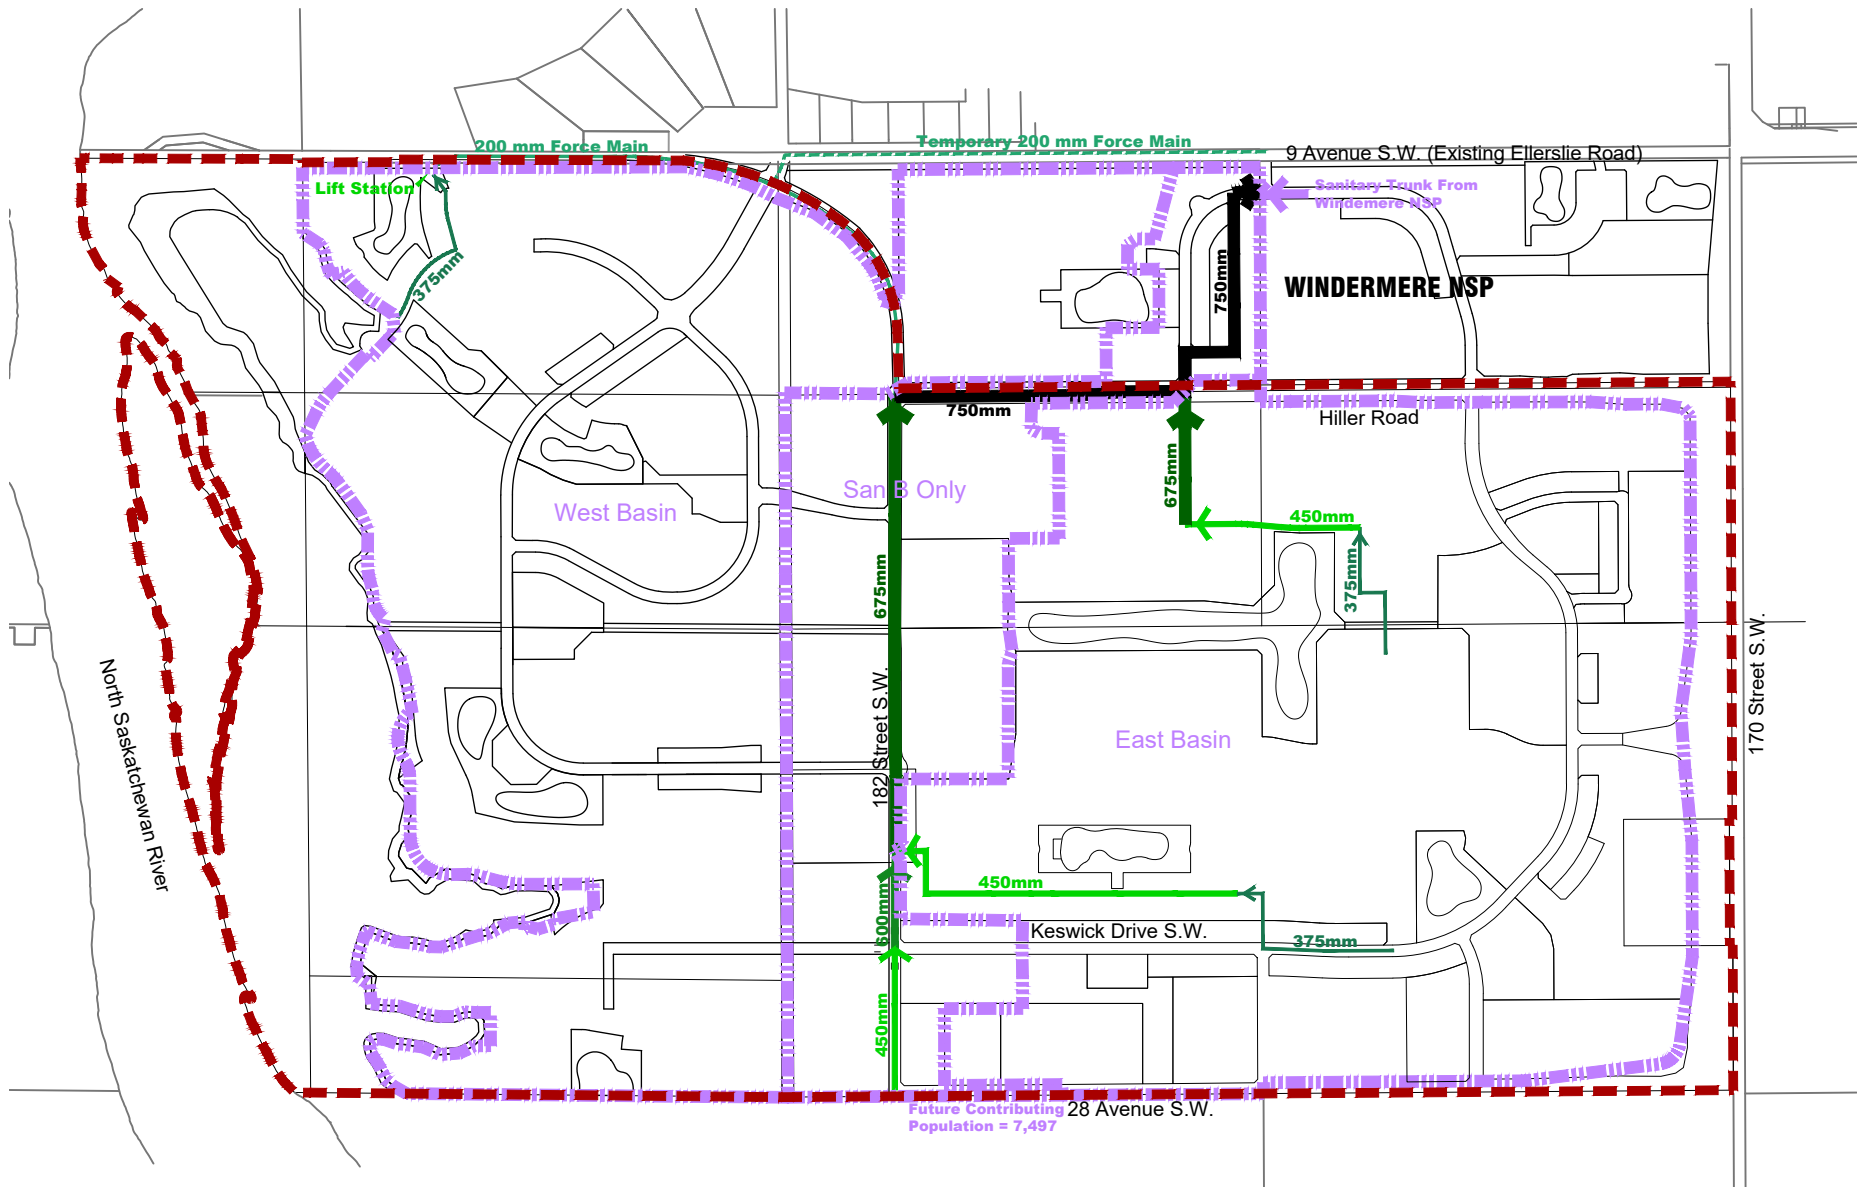 200 mm Force Main
Temporary 200 mm Force Main
9 Avenue S.W. (Existing Ellerslie Road)
Lift Station
Sanitary Trunk From
Windemere NSP
375mm
750mm
WINDERMERE NSP
750mm
Hiller Road
West Basin
San B Only
675mm
450mm
375mm
675mm
North Saskatchewan River
182 Street S.W.
East Basin
170 Street S.W.
450mm
600mm
Keswick Drive S.W.
375mm
450mm
Future Contributing
Population = 7,497
28 Avenue S.W.